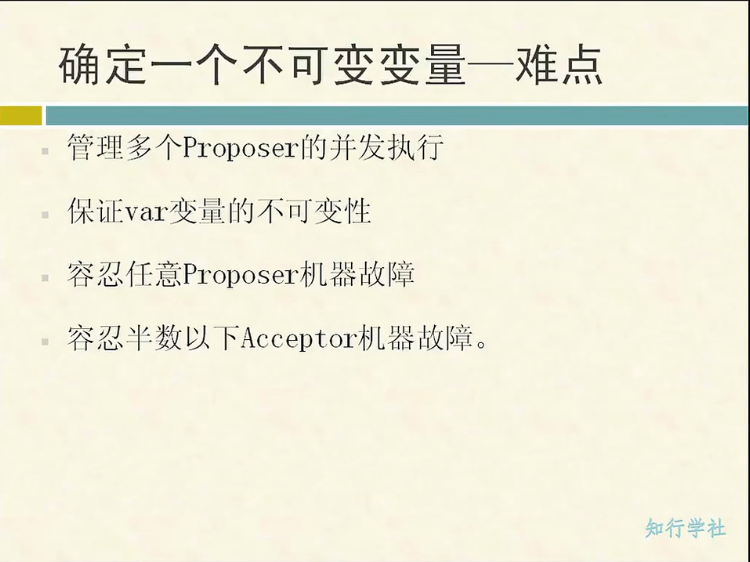 确定一个不可变变量—难点
管理多个Proposer的并发执行
保证var变量的不可变性
容忍任意Proposer机器故障
容忍半数以下Acceptor机器故障。
知行学社